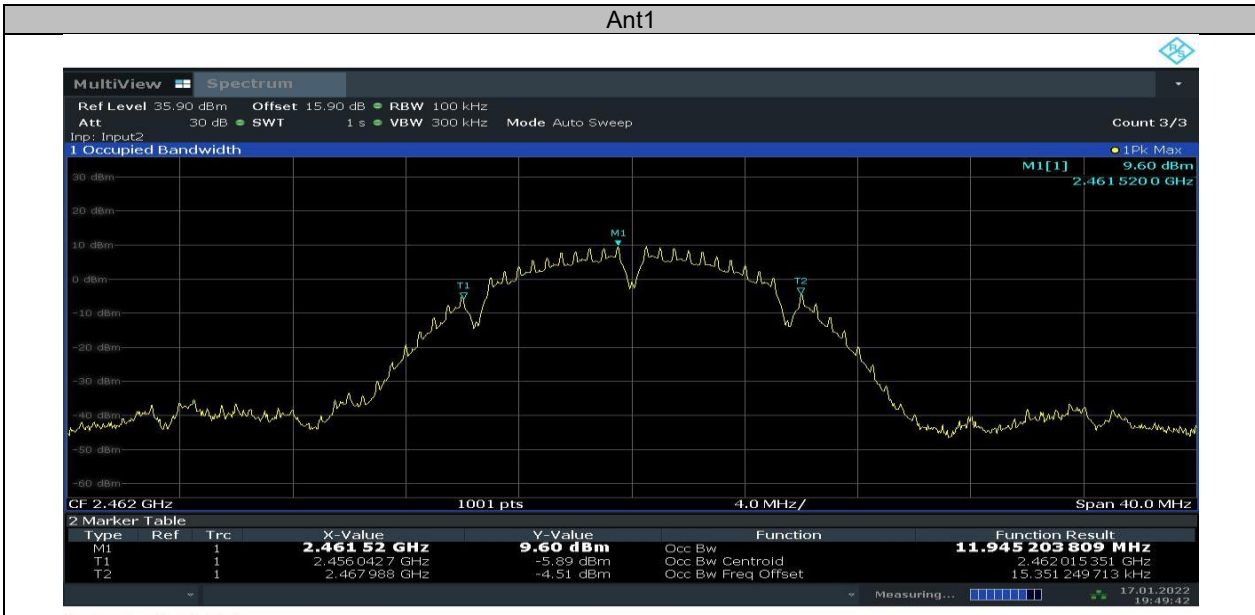 Ant1
R&S
MultiView Spectrum
Ref Level 35.90 dBm Offset 15.90 dB RBW 100 kHz
Att 30 dB SWT 1 s VBW 300 kHz Mode Auto Sweep Count 3/3
Inp: Input2
1 Occupied Bandwidth 1Pk Max
M1[1] 9.60 dBm
2.461 520 0 GHz
30 dBm
20 dBm
M1
10 dBm
0 dBm
T1 T2
-10 dBm
-20 dBm
-30 dBm
-40 dBm
-50 dBm
-60 dBm
CF 2.462 GHz 1001 pts 4.0 MHz/ Span 40.0 MHz
2 Marker Table
Type Ref Trc X-Value Y-Value Function Function Result
M1 1 2.461 52 GHz 9.60 dBm Occ Bw 11.945 203 809 MHz
T1 1 2.456 042 7 GHz -5.89 dBm Occ Bw Centroid 2.462 015 351 GHz
T2 1 2.467 988 GHz -4.51 dBm Occ Bw Freq Offset 15.351 249 713 kHz
Measuring... 17.01.2022
19:49:42